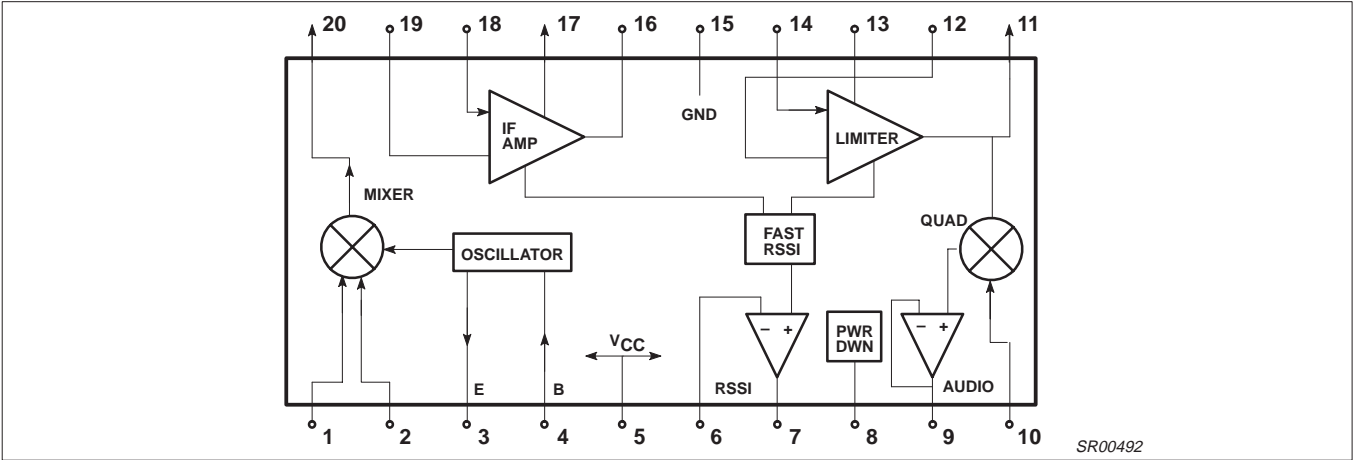 20 19 18 17 16 15 14 13 12 11
GND
IF
AMP
LIMITER
MIXER
QUAD
FAST
RSSI
OSCILLATOR
– +
PWR
DWN
– +
VCC
E
B
RSSI
AUDIO
1 2 3 4 5 6 7 8 9 10
SR00492